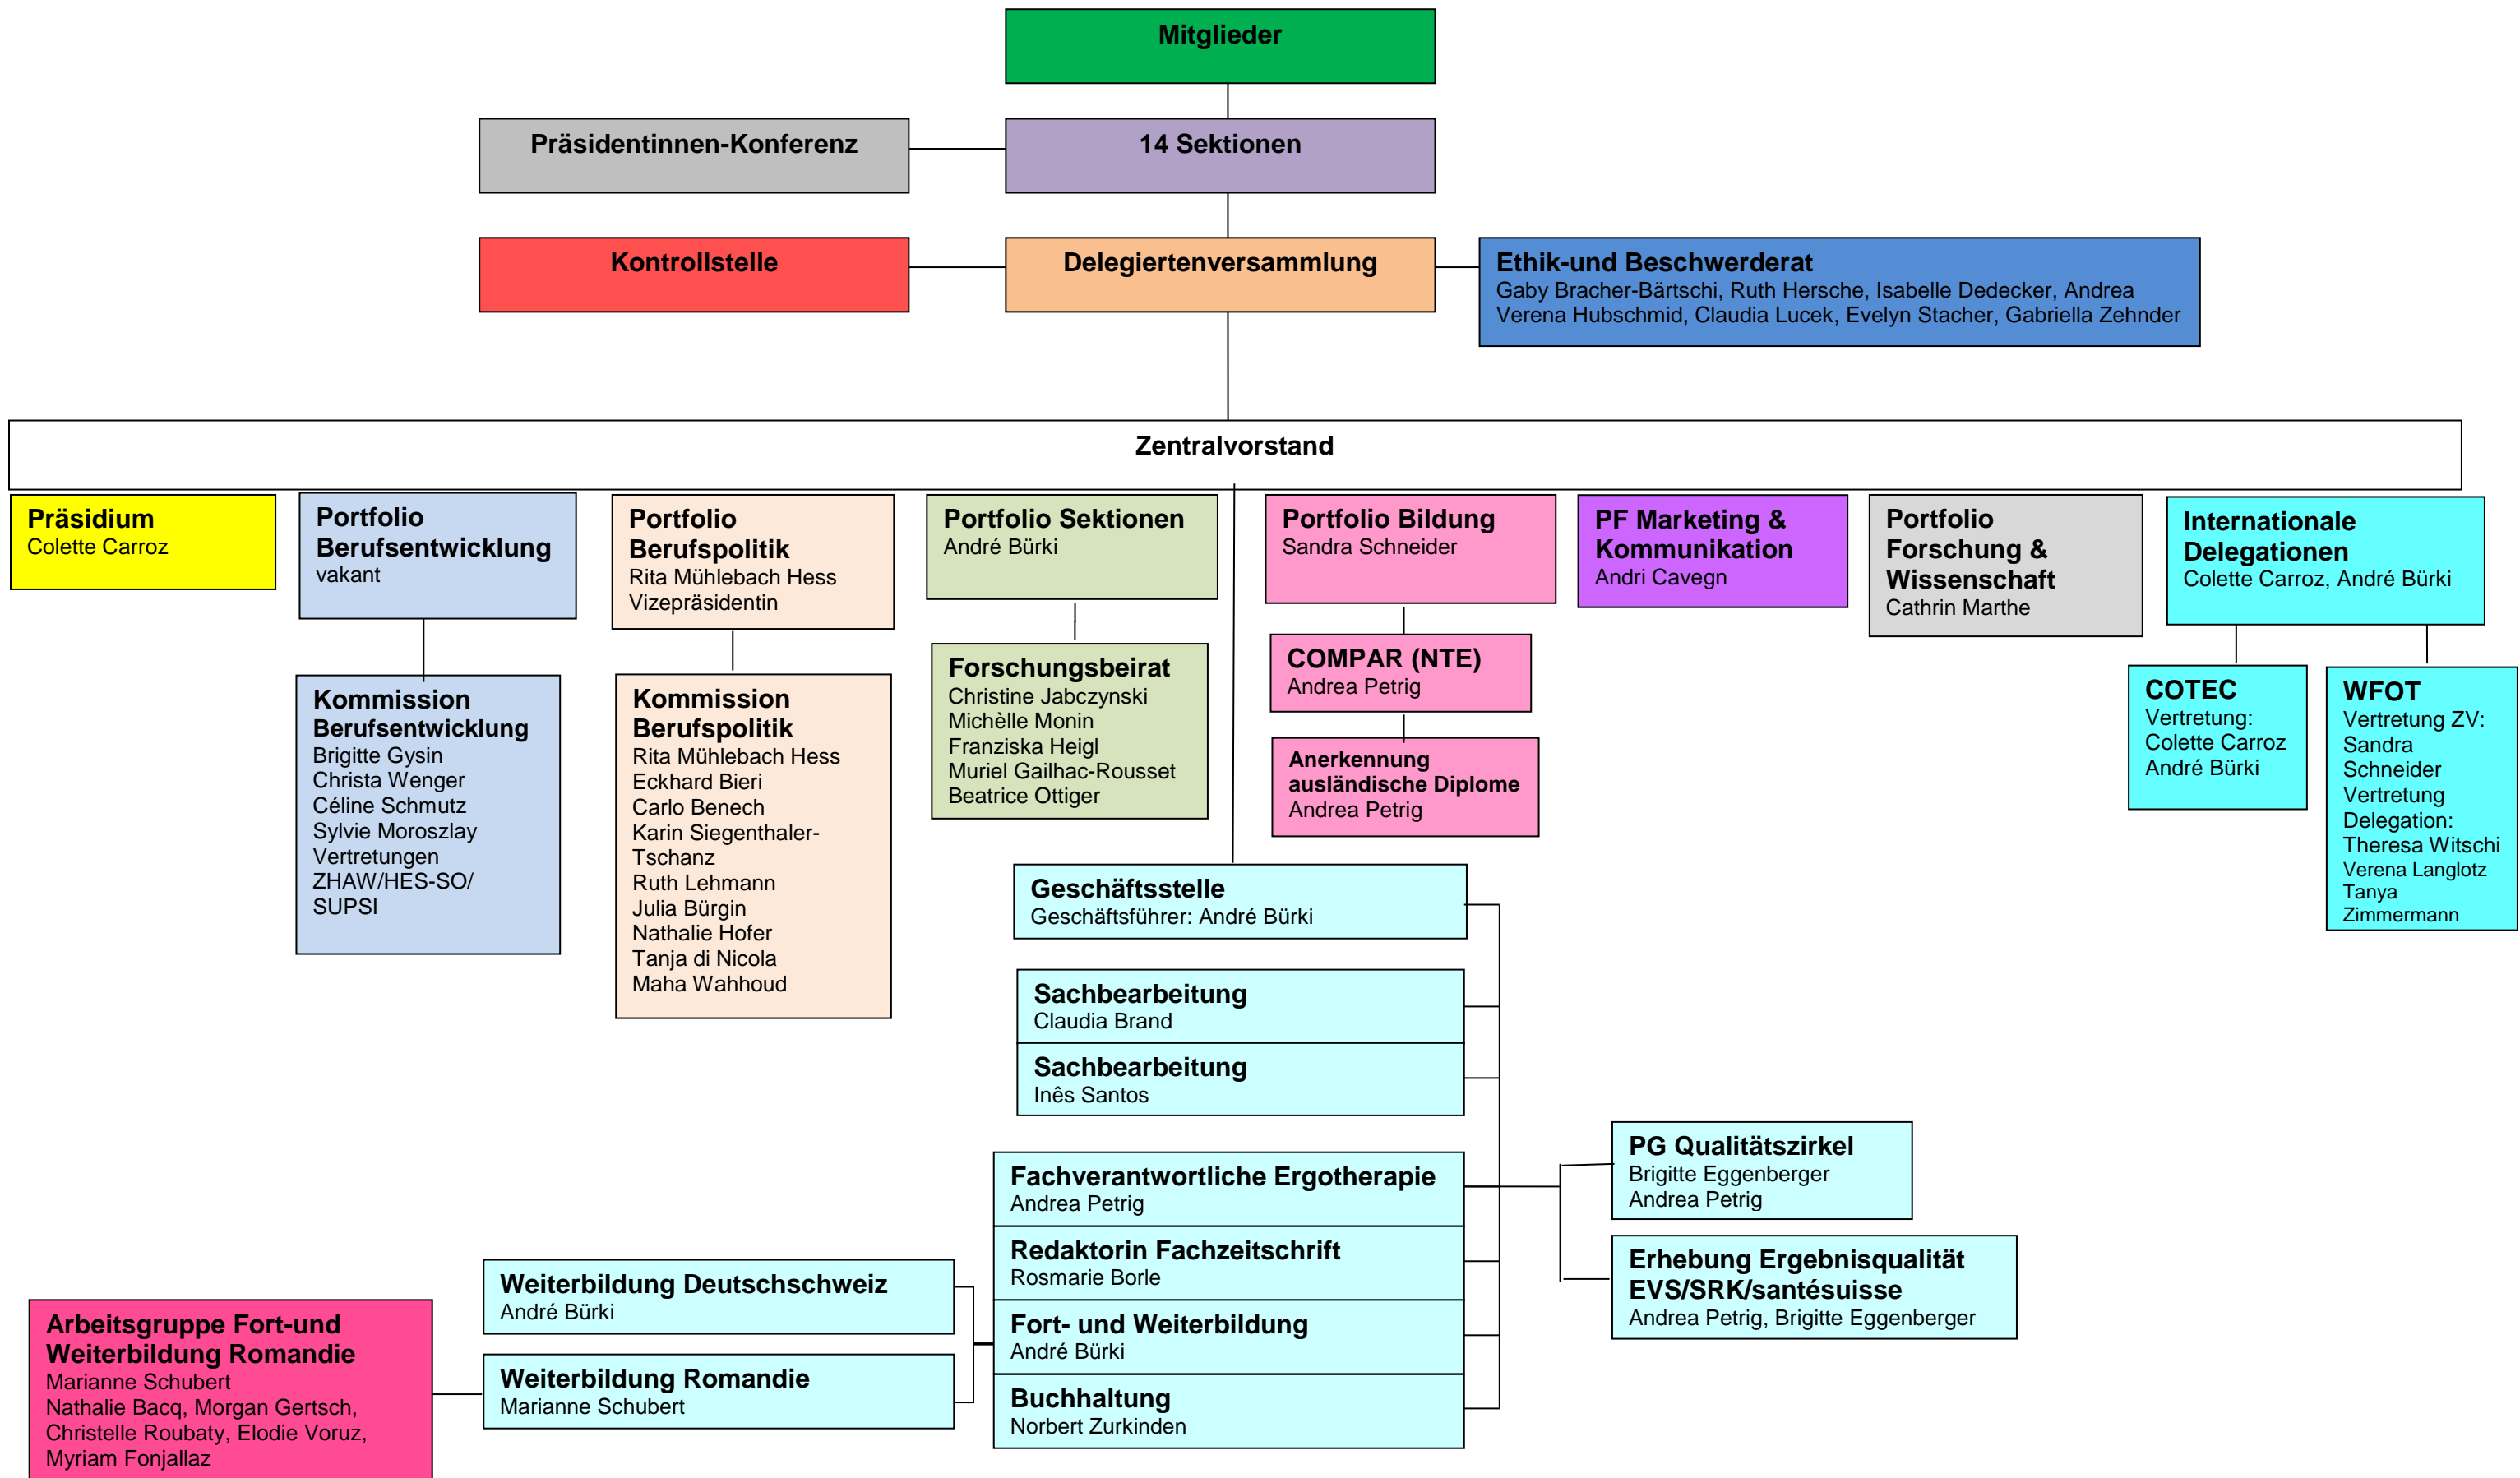 Mitglieder
Präsidentinnen-Konferenz
14 Sektionen
Kontrollstelle
Delegiertenversammlung
Ethik-und Beschwerderat
Gaby Bracher-Bärtschi, Ruth Hersche, Isabelle Dedecker, Andrea
Verena Hubschmid, Claudia Lucek, Evelyn Stacher, Gabriella Zehnder
Zentralvorstand
Präsidium
Colette Carroz
Portfolio
Berufsentwicklung
vakant
Portfolio
Berufspolitik
Rita Mühlebach Hess
Vizepräsidentin
Portfolio Sektionen
André Bürki
Portfolio Bildung
Sandra Schneider
PF Marketing &
Kommunikation
Andri Cavegn
Portfolio
Forschung &
Wissenschaft
Cathrin Marthe
Internationale
Delegationen
Colette Carroz, André Bürki
Kommission
Berufsentwicklung
Brigitte Gysin
Christa Wenger
Céline Schmutz
Sylvie Moroszlay
Vertretungen
ZHAW/HES-SO/
SUPSI
Kommission
Berufspolitik
Rita Mühlebach Hess
Eckhard Bieri
Carlo Benech
Karin Siegenthaler-
Tschanz
Ruth Lehmann
Julia Bürgin
Nathalie Hofer
Tanja di Nicola
Maha Wahhoud
Forschungsbeirat
Christine Jabczynski
Michèlle Monin
Franziska Heigl
Muriel Gailhac-Rousset
Beatrice Ottiger
COMPAR (NTE)
Andrea Petrig
Anerkennung
ausländische Diplome
Andrea Petrig
COTEC
Vertretung:
Colette Carroz
André Bürki
WFOT
Vertretung ZV:
Sandra
Schneider
Vertretung
Delegation:
Theresa Witschi
Verena Langlotz
Tanya
Zimmermann
Geschäftsstelle
Geschäftsführer: André Bürki
Sachbearbeitung
Claudia Brand
Sachbearbeitung
Inês Santos
Fachverantwortliche Ergotherapie
Andrea Petrig
Redaktorin Fachzeitschrift
Rosmarie Borle
Fort- und Weiterbildung
André Bürki
Buchhaltung
Norbert Zurkinden
PG Qualitätszirkel
Brigitte Eggenberger
Andrea Petrig
Erhebung Ergebnisqualität
EVS/SRK/santésuisse
Andrea Petrig, Brigitte Eggenberger
Weiterbildung Deutschschweiz
André Bürki
Weiterbildung Romandie
Marianne Schubert
Arbeitsgruppe Fort-und
Weiterbildung Romandie
Marianne Schubert
Nathalie Bacq, Morgan Gertsch,
Christelle Roubaty, Elodie Voruz,
Myriam Fonjallaz